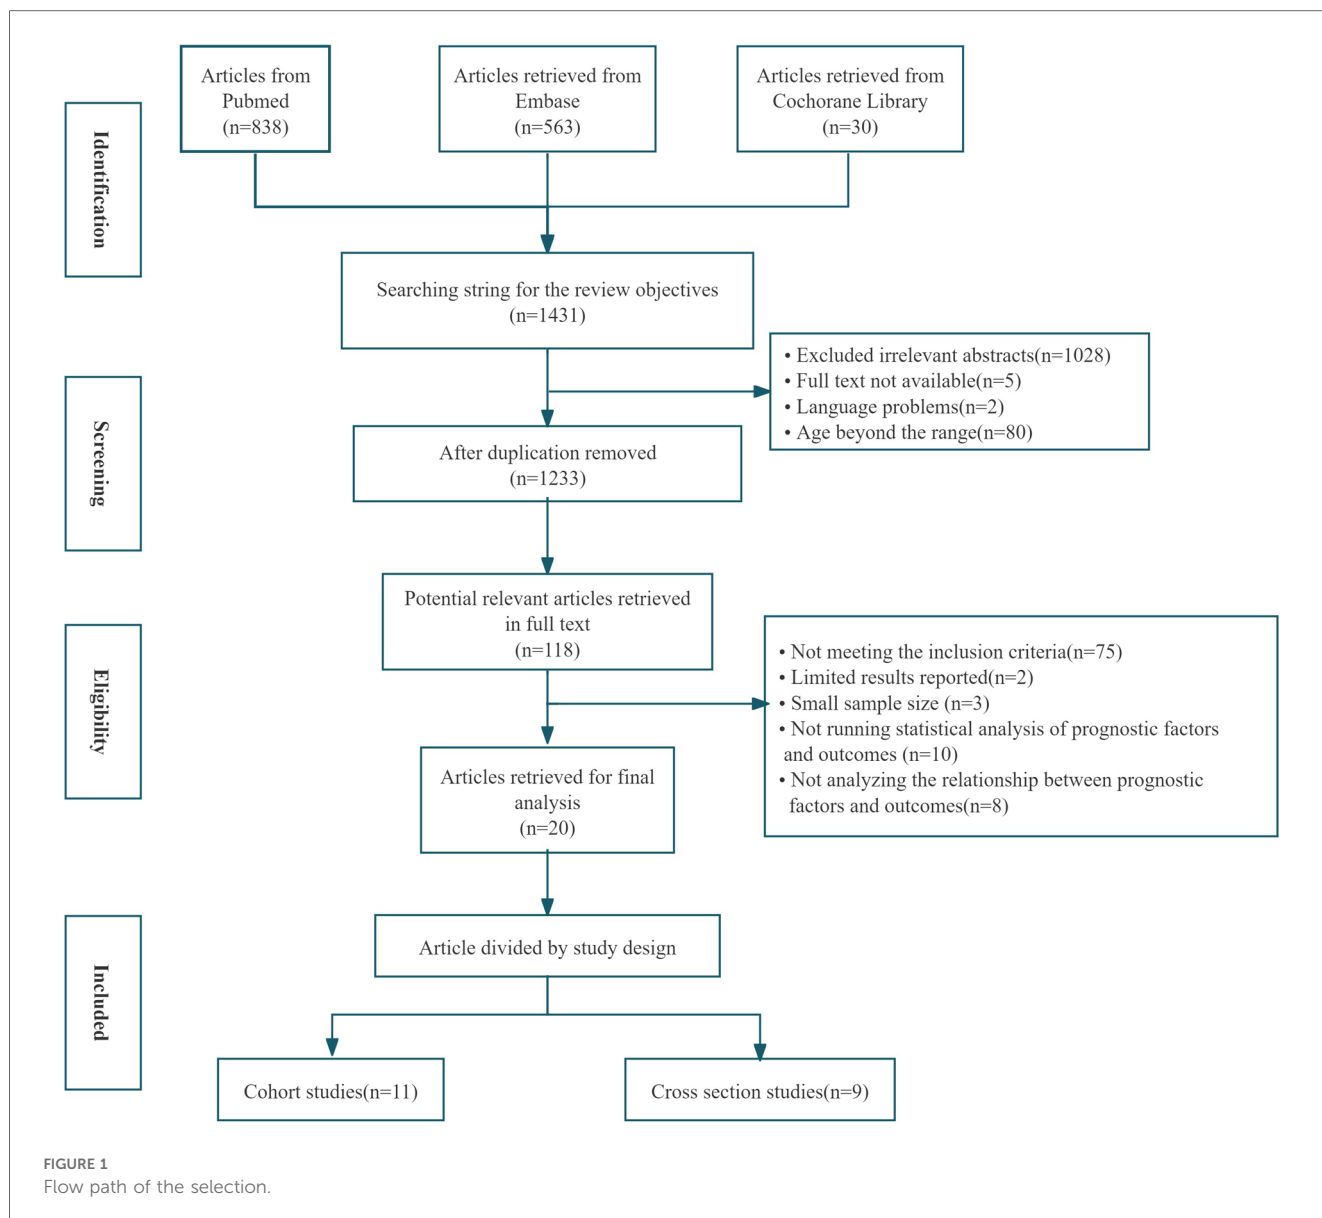 Articles from
Pubmed
(n=838)
Articles retrieved from
Embase
(n=563)
Articles retrieved from
Cochorane Library
(n=30)
Identification
Searching string for the review objectives
(n=1431)
• Excluded irrelevant abstracts(n=1028)
• Full text not available(n=5)
• Language problems(n=2)
• Age beyond the range(n=80)
Screening
After duplication removed
(n=1233)
Potential relevant articles retrieved
in full text
(n=118)
Eligibility
• Not meeting the inclusion criteria(n=75)
• Limited results reported(n=2)
• Small sample size (n=3)
• Not running statistical analysis of prognostic factors
and outcomes (n=10)
• Not analyzing the relationship between prognostic
factors and outcomes(n=8)
Articles retrieved for final
analysis
(n=20)
Included
Article divided by study design
Cohort studies(n=11)
Cross section studies(n=9)
FIGURE 1
Flow path of the selection.